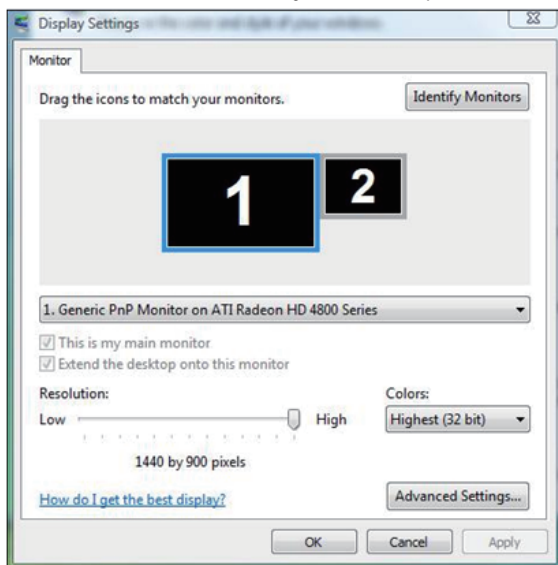 Display Settings
Monitor
Drag the icons to match your monitors.
Identify Monitors
1
2
1. Generic PnP Monitor on ATI Radeon HD 4800 Series
This is my main monitor
Extend the desktop onto this monitor
Resolution:
Colors:
Low
High
Highest (32 bit)
1440 by 900 pixels
How do I get the best display?
Advanced Settings...
OK
Cancel
Apply